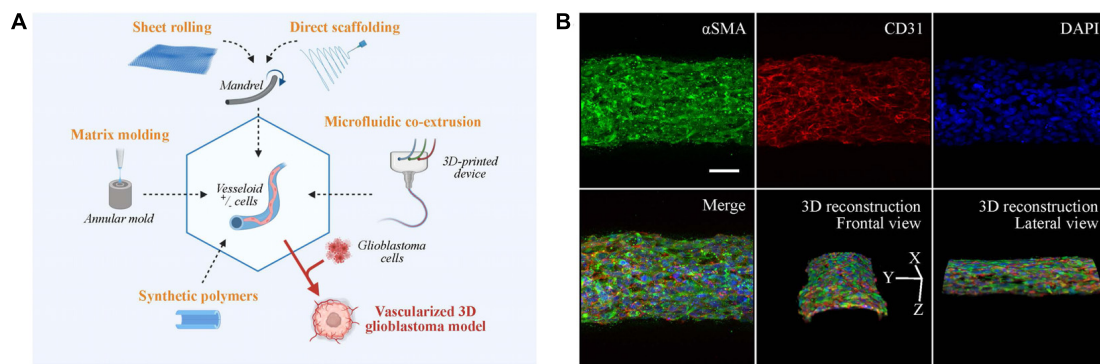 A
Sheet rolling
Direct scaffolding
Mandrel
Matrix molding
Annular mold
Microfluidic co-extrusion
3D-printed
device
Vesseloid
+/- cells
Glioblastoma
cells
Synthetic polymers
Vascularized 3D
glioblastoma model
B
αSMA
CD31
DAPI
Merge
3D reconstruction
Frontal view
3D reconstruction
Lateral view
X
Y
Z